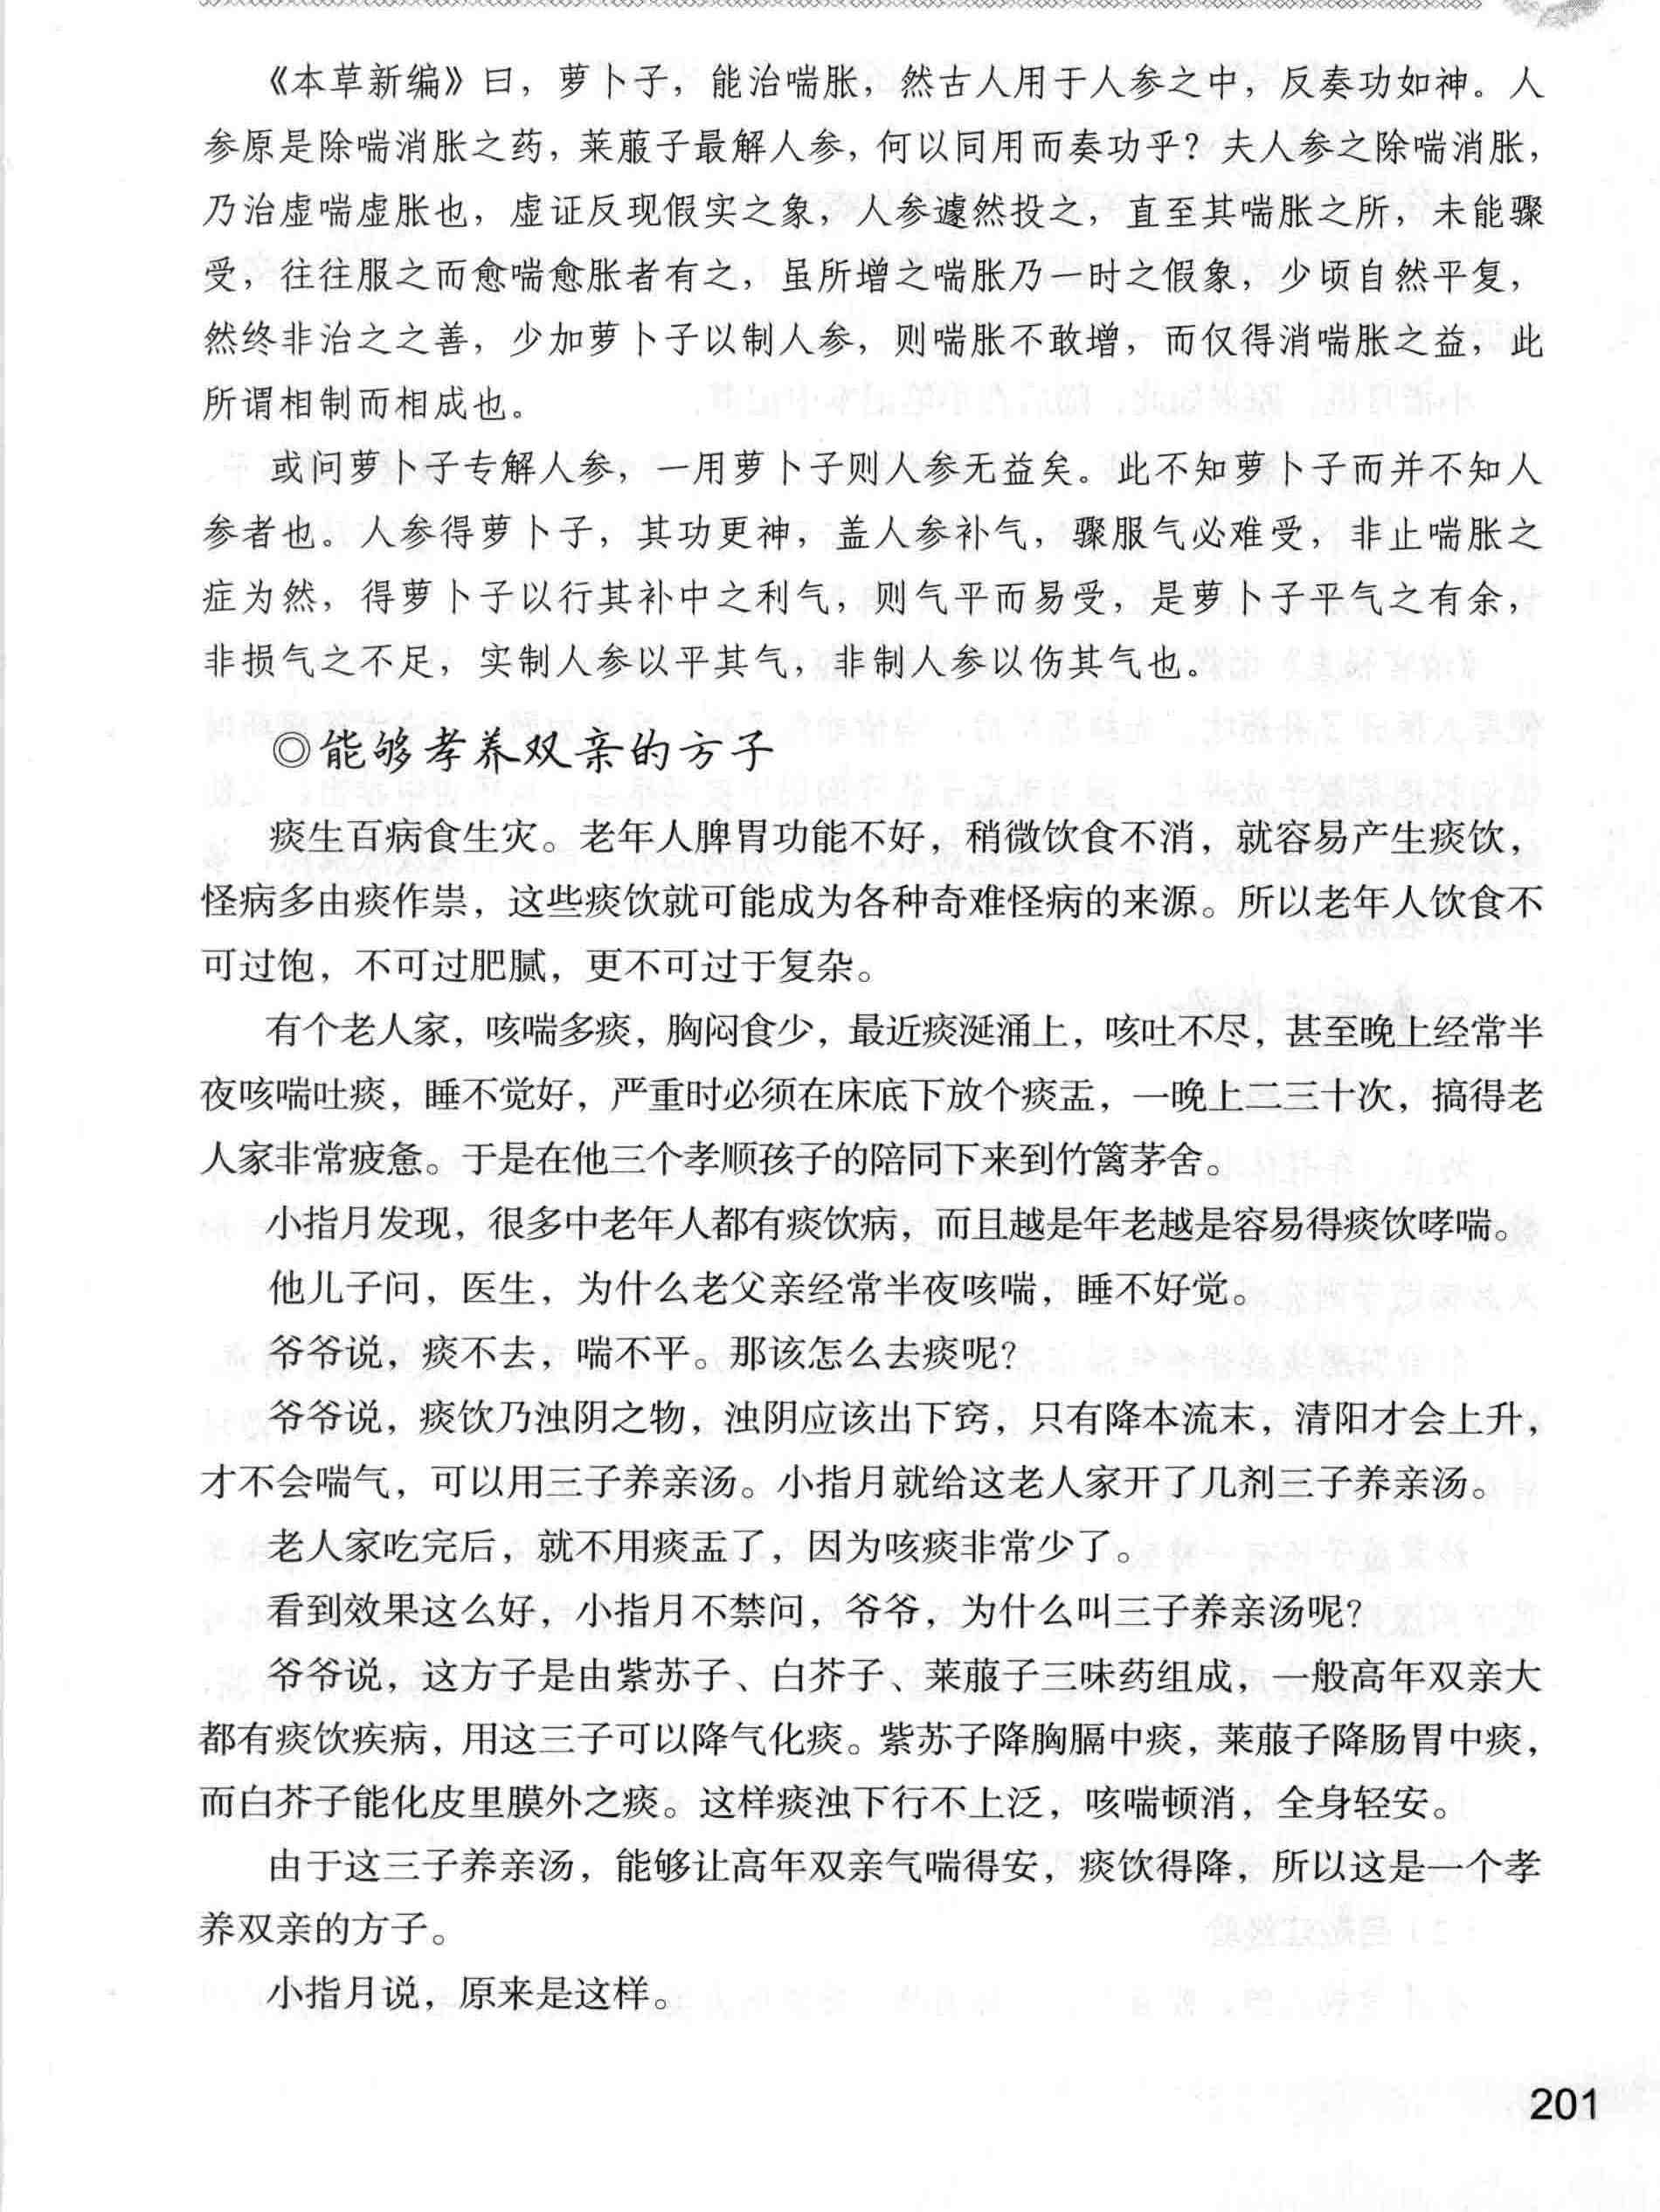 《本草新编》曰，萝卜子，能治喘胀，然古人用于人参之中，反奏功如神。人
参原是除喘消胀之药，莱菔子最解人参，何以同用而奏功乎？夫人参之除喘消胀，
乃治虚喘虚胀也，虚证反现假实之象，人参遽然投之，直至其喘胀之所，未能骤
受，往往服之而愈喘愈胀者有之，虽所增之喘胀乃一时之假象，少顷自然平复，
然终非治之之善，少加萝卜子以制人参，则喘胀不敢增，而仅得消喘胀之益，此
所谓相制而相成也。
或问萝卜子专解人参，一用萝卜子则人参无益矣。此不知萝卜子而并不知人
参者也。人参得萝卜子，其功更神，盖人参补气，骤服气必难受，非止喘胀之
症为然，得萝卜子以行其补中之利气，则气平而易受，是萝卜子平气之有余，
非损气之不足，实制人参以平其气，非制人参以伤其气也。
◎能够孝养双亲的方子
痰生百病食生灾。老年人脾胃功能不好，稍微饮食不消，就容易产生痰饮，
怪病多由痰作祟，这些痰饮就可能成为各种奇难怪病的来源。所以老年人饮食不
可过饱，不可过肥腻，更不可过于复杂。
有个老人家，咳喘多痰，胸闷食少，最近痰涎涌上，咳吐不尽，甚至晚上经常半
夜咳喘吐痰，睡不觉好，严重时必须在床底下放个痰盂，一晚上二三十次，搞得老
人家非常疲惫。于是在他三个孝顺孩子的陪同下来到竹篱茅舍。
小指月发现，很多中老年人都有痰饮病，而且越是年老越是容易得痰饮哮喘。
他儿子问，医生，为什么老父亲经常半夜咳喘，睡不好觉。
爷爷说，痰不去，喘不平。那该怎么去痰呢？
爷爷说，痰饮乃浊阴之物，浊阴应该出下窍，只有降本流末，清阳才会上升，
才不会喘气，可以用三子养亲汤。小指月就给这老人家开了几剂三子养亲汤。
老人家吃完后，就不用痰盂了，因为咳痰非常少了。
看到效果这么好，小指月不禁问，爷爷，为什么叫三子养亲汤呢？
爷爷说，这方子是由紫苏子、白芥子、莱菔子三味药组成，一般高年双亲大
都有痰饮疾病，用这三子可以降气化痰。紫苏子降胸膈中痰，莱菔子降肠胃中痰，
而白芥子能化皮里膜外之痰。这样痰浊下行不上泛，咳喘顿消，全身轻安。
由于这三子养亲汤，能够让高年双亲气喘得安，痰饮得降，所以这是一个孝
养双亲的方子。
小指月说，原来是这样。
201